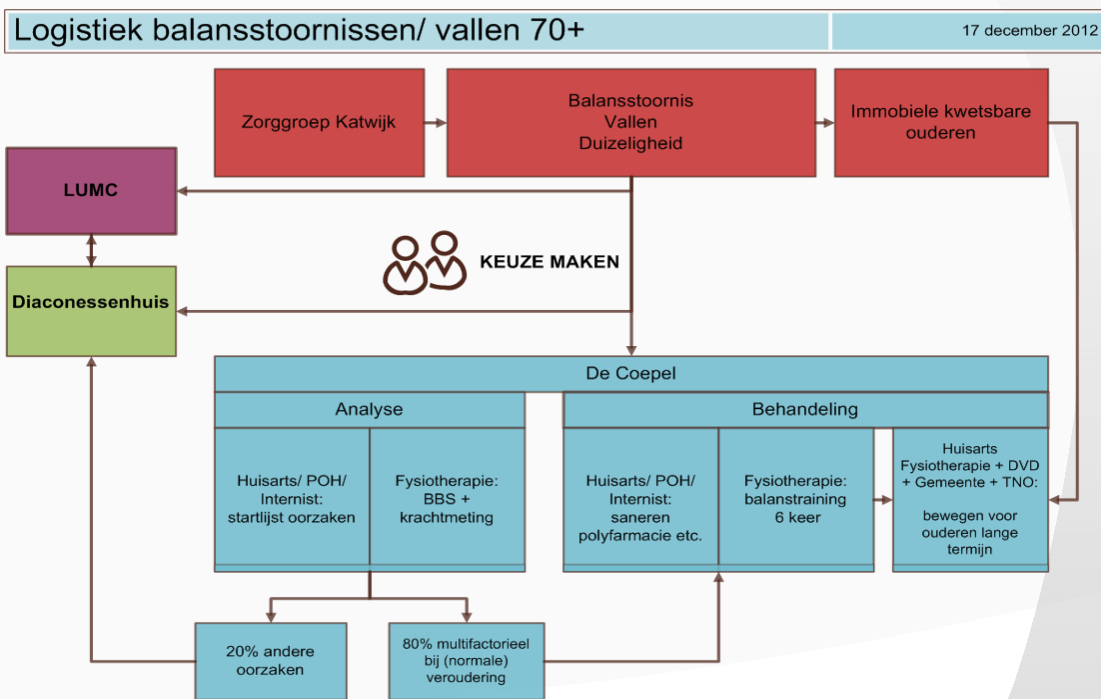 Logistiek balansstoornissen/ vallen 70+
17 december 2012
Zorggroep Katwijk
Balansstoornis
Vallen
Duizeligheid
Immobiele kwetsbare
ouderen
LUMC
KEUZE MAKEN
Diaconessenhuis
De Coepel
Analyse
Behandeling
Huisarts/ POH/
Internist:
startlijst oorzaken
Fysiotherapie:
BBS +
krachtmeting
Huisarts/ POH/
Internist:
saneren
polyfarmacie etc.
Fysiotherapie:
balanstraining
6 keer
Huisarts
Fysiotherapie + DVD
+ Gemeente + TNO:
bewegen voor
ouderen lange
termijn
20% andere
oorzaken
80% multifactorieel
bij (normale)
veroudering